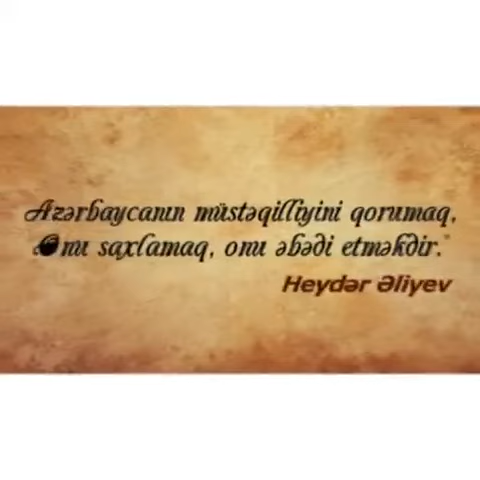 Azərbaycanın müstəqilliyini qorumaq,
Onu saxlamaq, onu əbədi etməkdir."
Heydər Əliyev